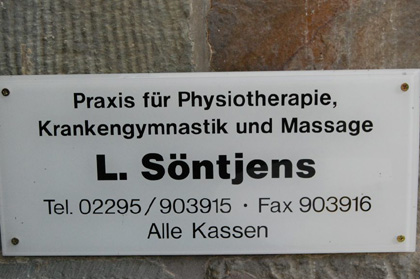 Praxis für Physiotherapie,
Krankengymnastik und Massage
L. Söntjens
Tel. 02295/903915 · Fax 903916
Alle Kassen